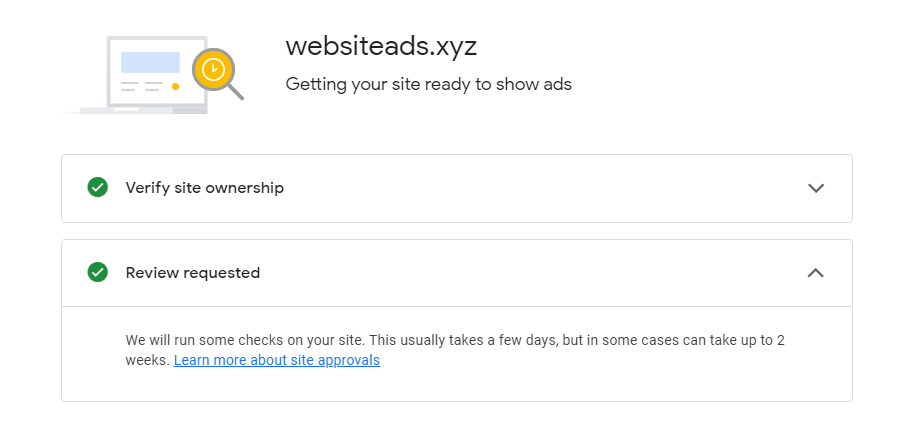 websiteads.xyz
Getting your site ready to show ads
Verify site ownership
Review requested
We will run some checks on your site. This usually takes a few days, but in some cases can take up to 2
weeks. Learn more about site approvals